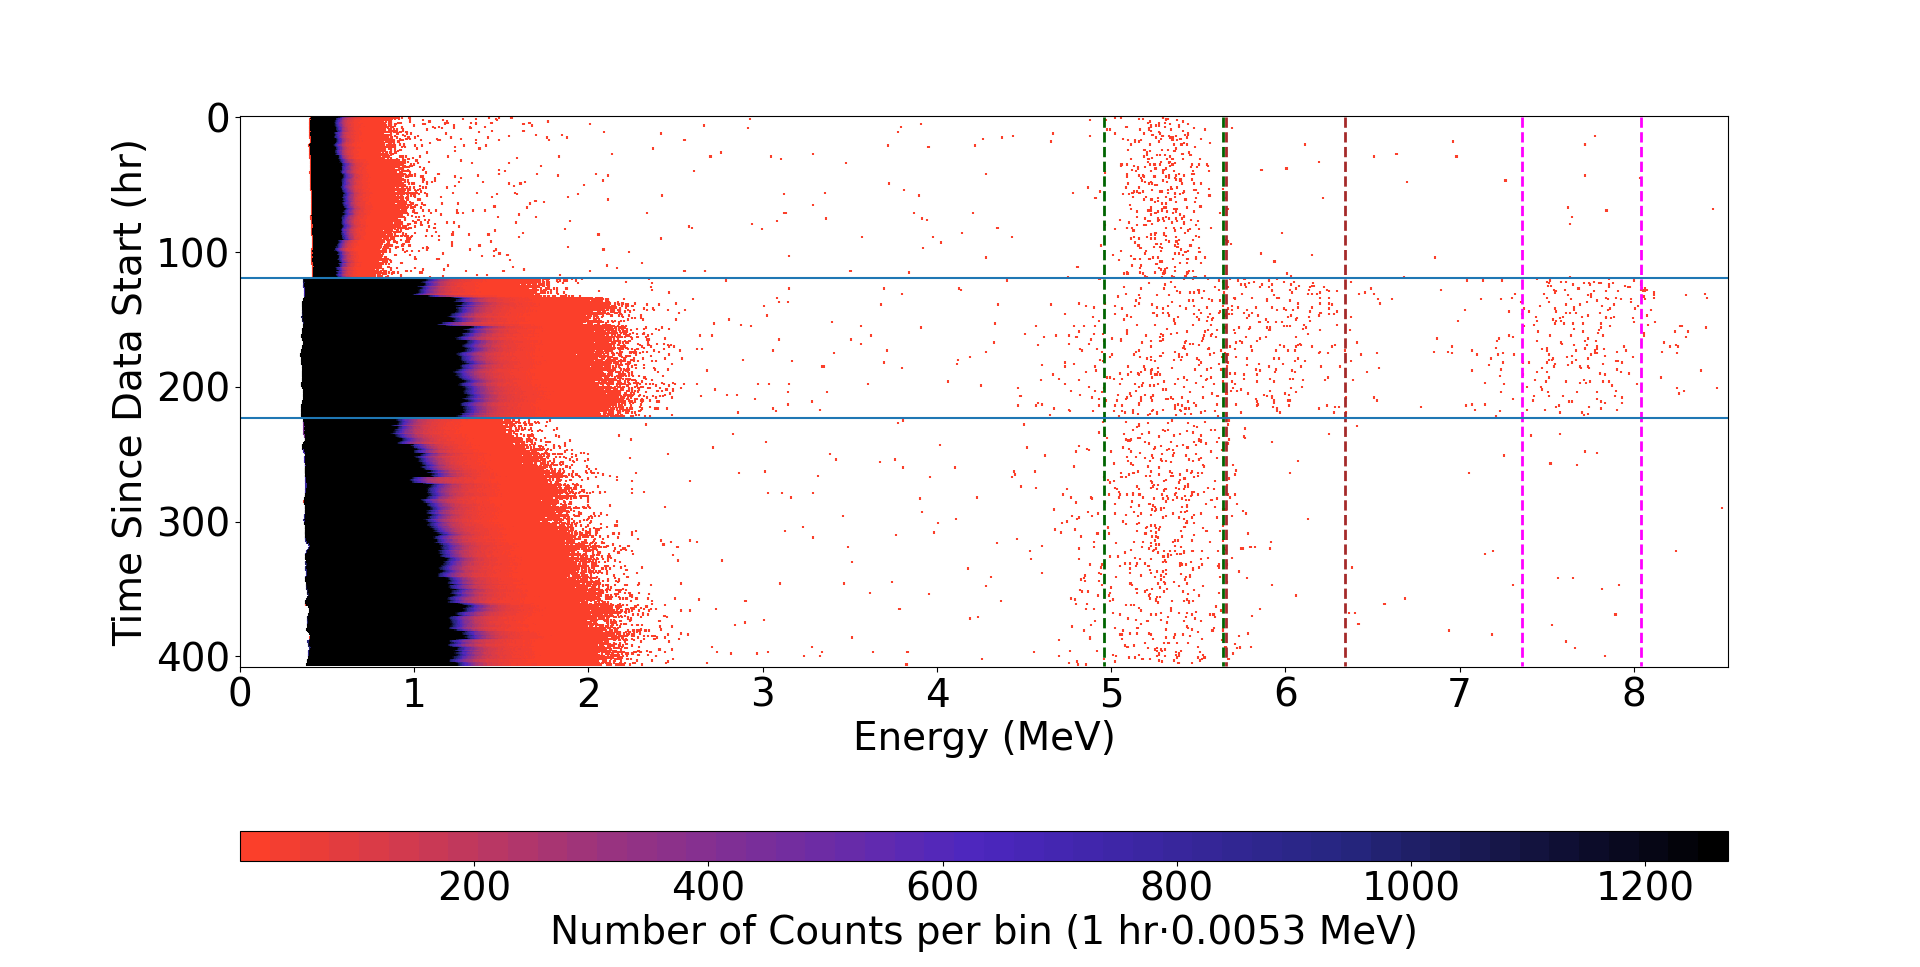 0
100
200
300
400
Time Since Data Start (hr)
0 1 2 3 4 5 6 7 8
Energy (MeV)
200 400 600 800 1000 1200
Number of Counts per bin (1 hr·0.0053 MeV)